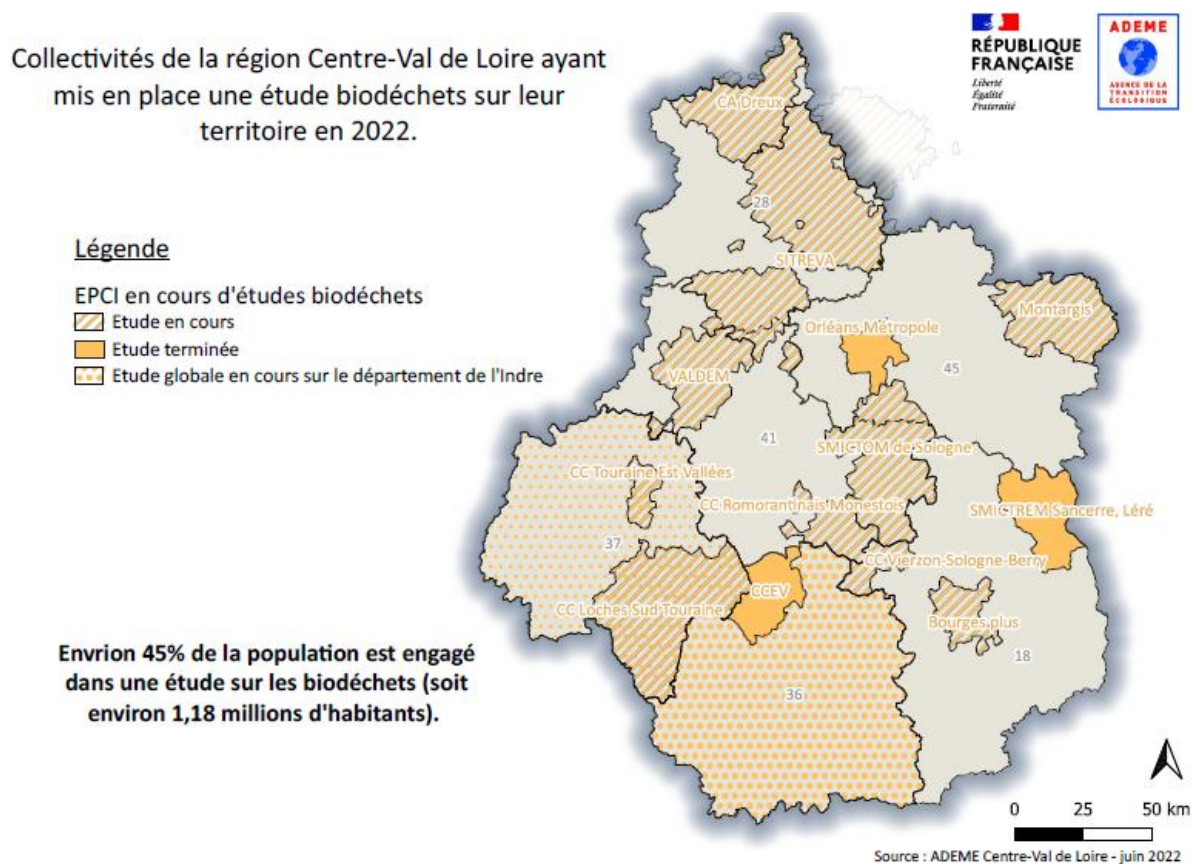 Collectivités de la région Centre-Val de Loire ayant
mis en place une étude biodéchets sur leur
territoire en 2022.
RÉPUBLIQUE
FRANÇAISE
Liberté
Égalité
Fraternité
ADEME
AGENCE DE LA
TRANSITION
ÉCOLOGIQUE
Légende
EPCI en cours d'études biodéchets
Etude en cours
Etude terminée
Etude globale en cours sur le département de l'Indre
CA Dreux
28
SITREVA
Montargis
Orléans Métropole
45
VALDEM
41
SMICTOM de Sologne
CC Touraine Est Vallées
CC Romorantinais Monestois
SMICTREM Sancerre, Léré
37
CC Vierzon-Sologne-Berry
CCEV
CC Loches Sud Touraine
Bourges plus
18
36
Envrion 45% de la population est engagé
dans une étude sur les biodéchets (soit
environ 1,18 millions d'habitants).
0 25 50 km
Source : ADEME Centre-Val de Loire - juin 2022